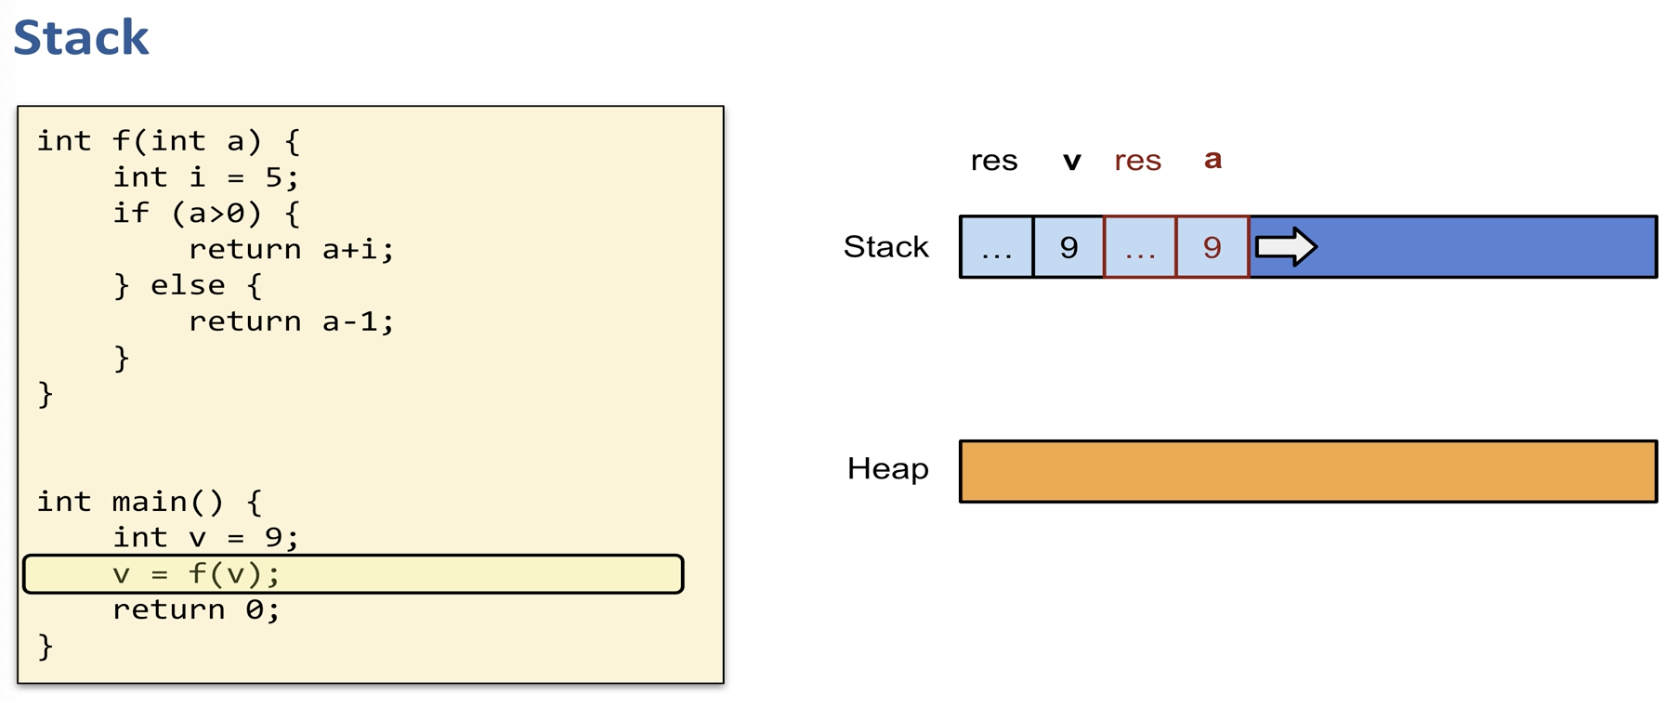 Stack
int f(int a) {
    int i = 5;
    if (a>0) {
        return a+i;
    } else {
        return a-1;
    }
}
int main() {
    int v = 9;
    v = f(v);
    return 0;
}
res v res a
Stack ... 9 ... 9
Heap